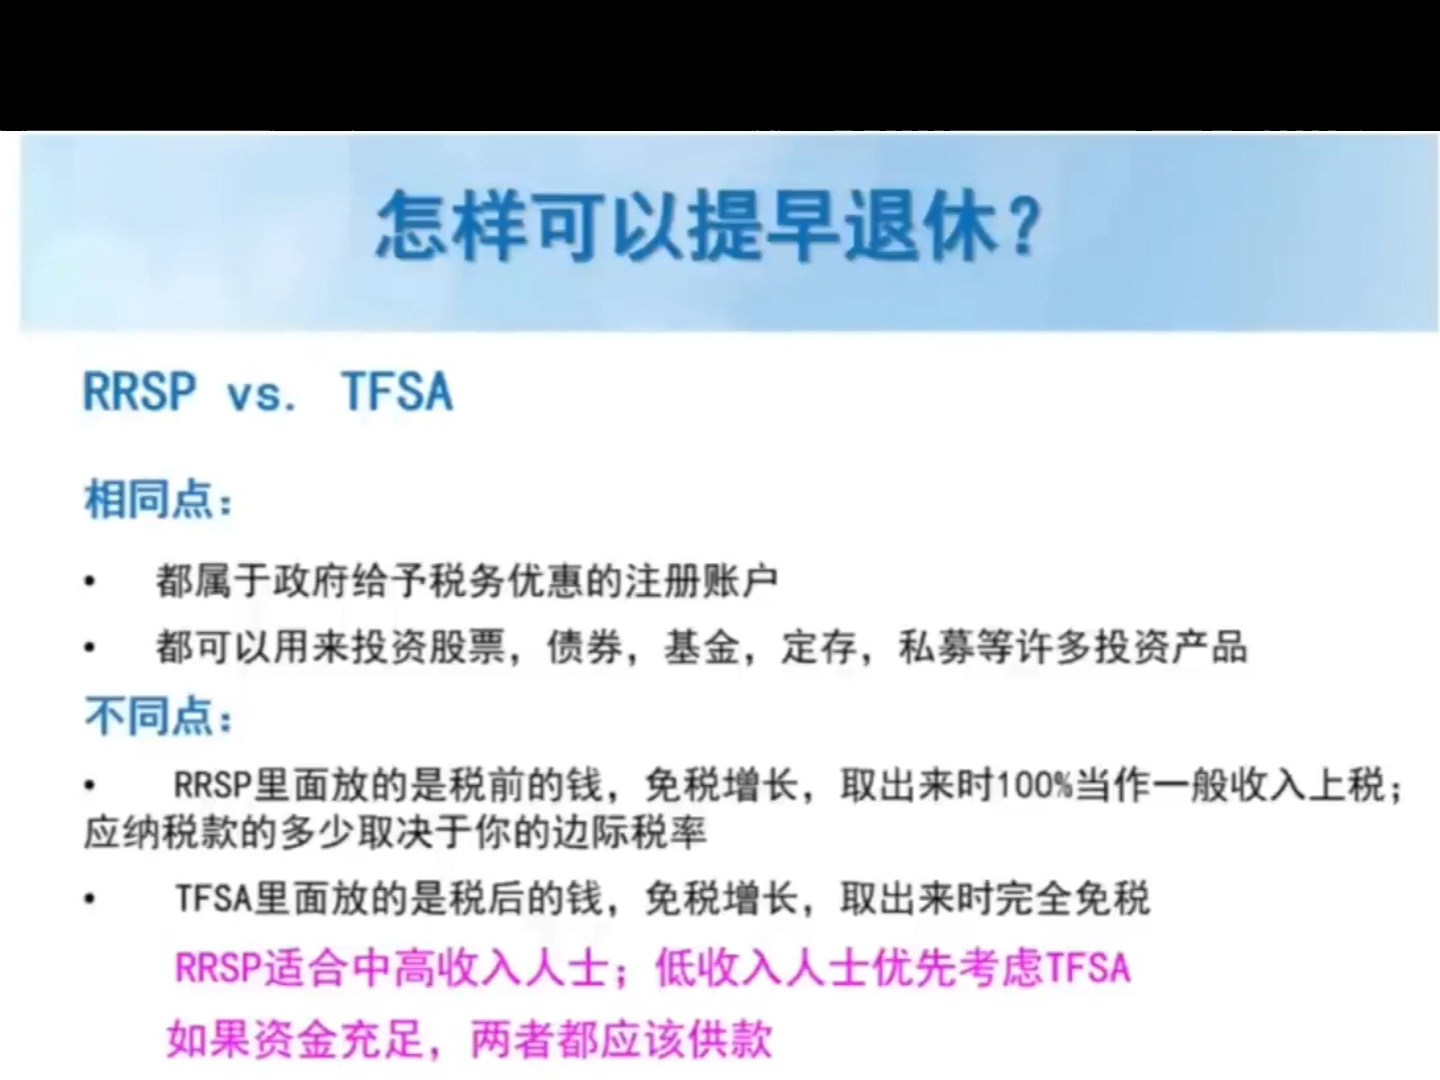 怎样可以提早退休?
RRSP vs. TFSA
相同点:
• 都属于政府给予税务优惠的注册账户
• 都可以用来投资股票，债券，基金，定存，私募等许多投资产品
不同点:
• RRSP里面放的是税前的钱，免税增长，取出来时100%当作一般收入上税；
应纳税款的多少取决于你的边际税率
• TFSA里面放的是税后的钱，免税增长，取出来时完全免税
RRSP适合中高收入人士；低收入人士优先考虑TFSA
如果资金充足，两者都应该供款